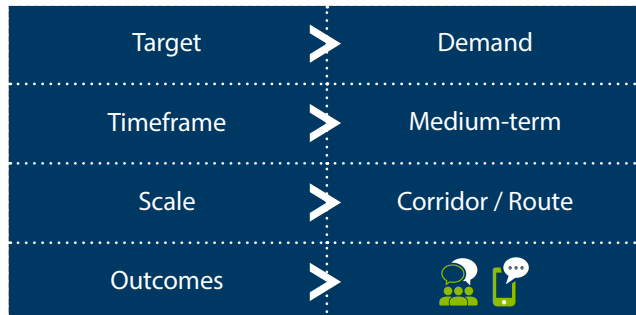 Target > Demand
Timeframe > Medium-term
Scale > Corridor / Route
Outcomes >